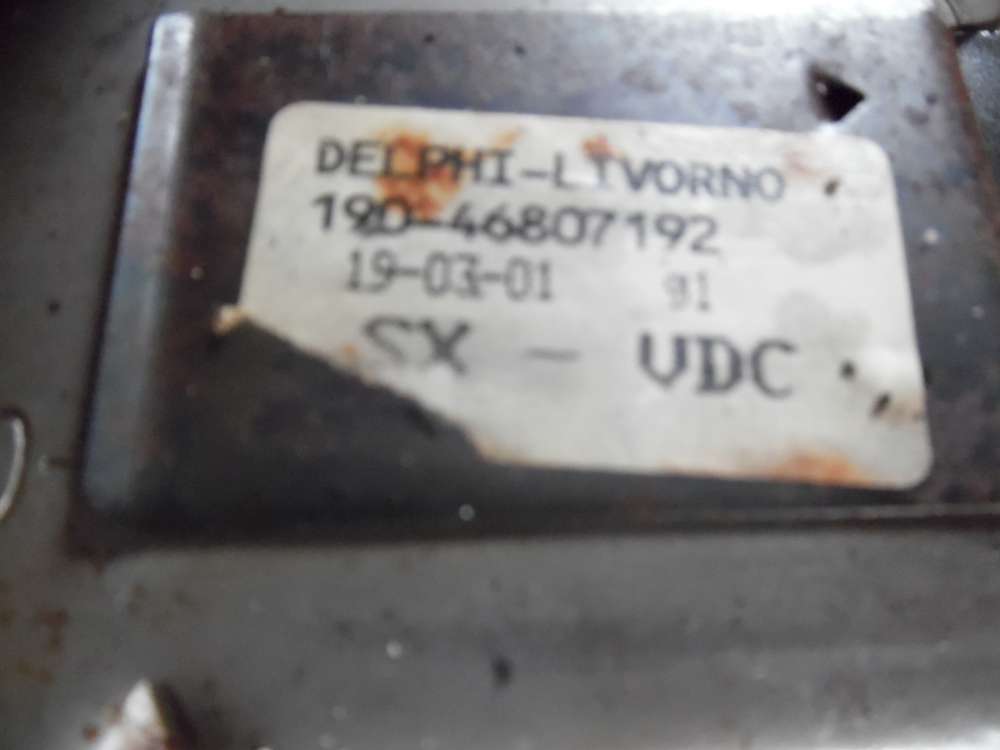 DELPHI-LIVORNO
190-46807192
19-03-01 91
SX - VDC